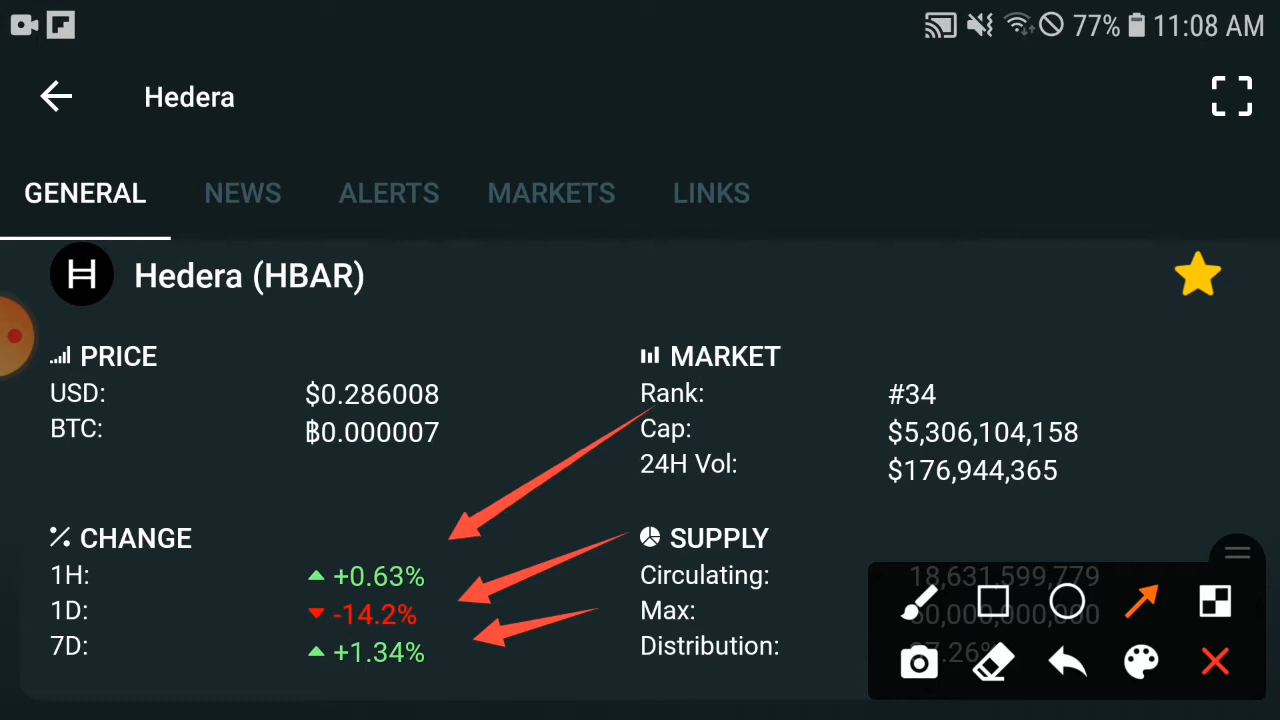 77% 11:08 AM
Hedera
GENERAL NEWS ALERTS MARKETS LINKS
Hedera (HBAR)
PRICE
USD: $0.286008
BTC: ฿0.000007
MARKET
Rank: #34
Cap: $5,306,104,158
24H Vol: $176,944,365
CHANGE
1H: +0.63%
1D: -14.2%
7D: +1.34%
SUPPLY
Circulating: 18,631,599,779
Max:
Distribution: